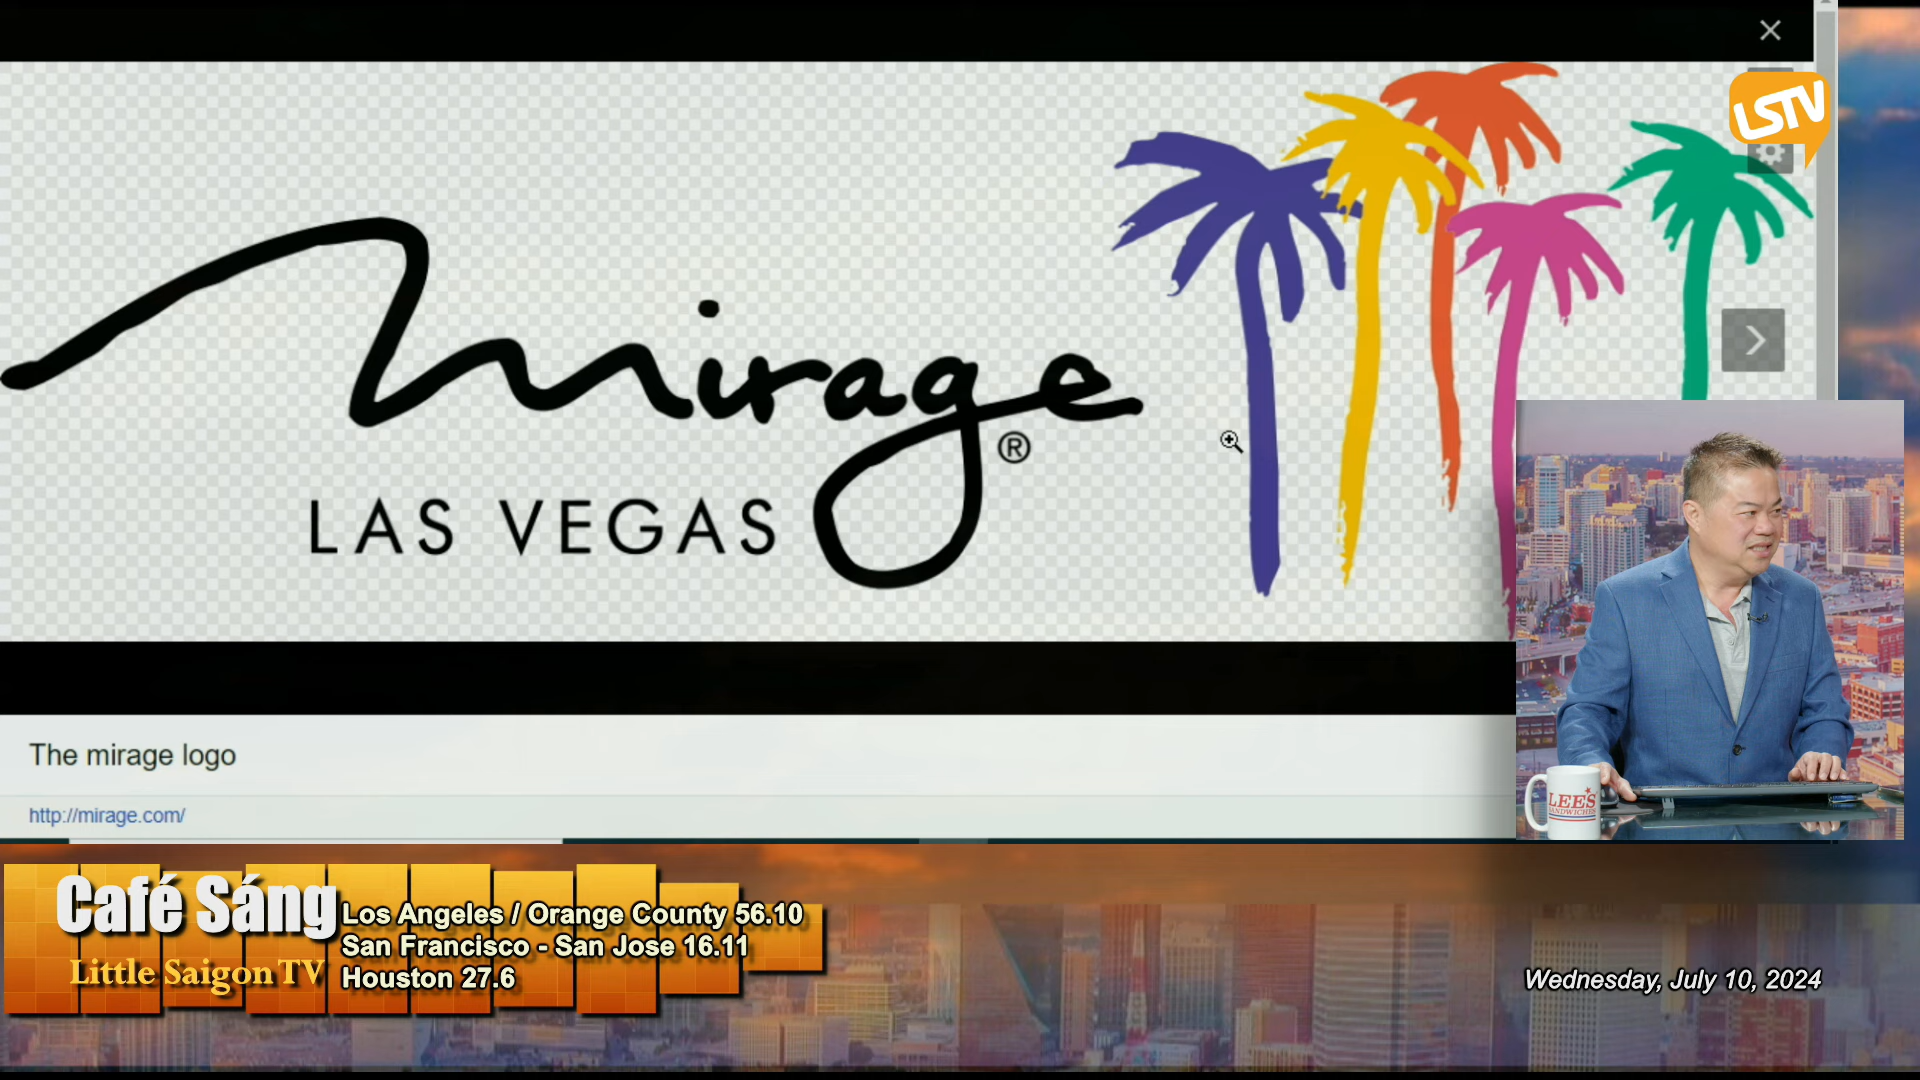 LSTV
mirage
®
LAS VEGAS
The mirage logo
http://mirage.com/
LEE'S
SANDWICHES
Café Sáng
Little Saigon TV
Los Angeles / Orange County 56.10
San Francisco - San Jose 16.11
Houston 27.6
Wednesday, July 10, 2024